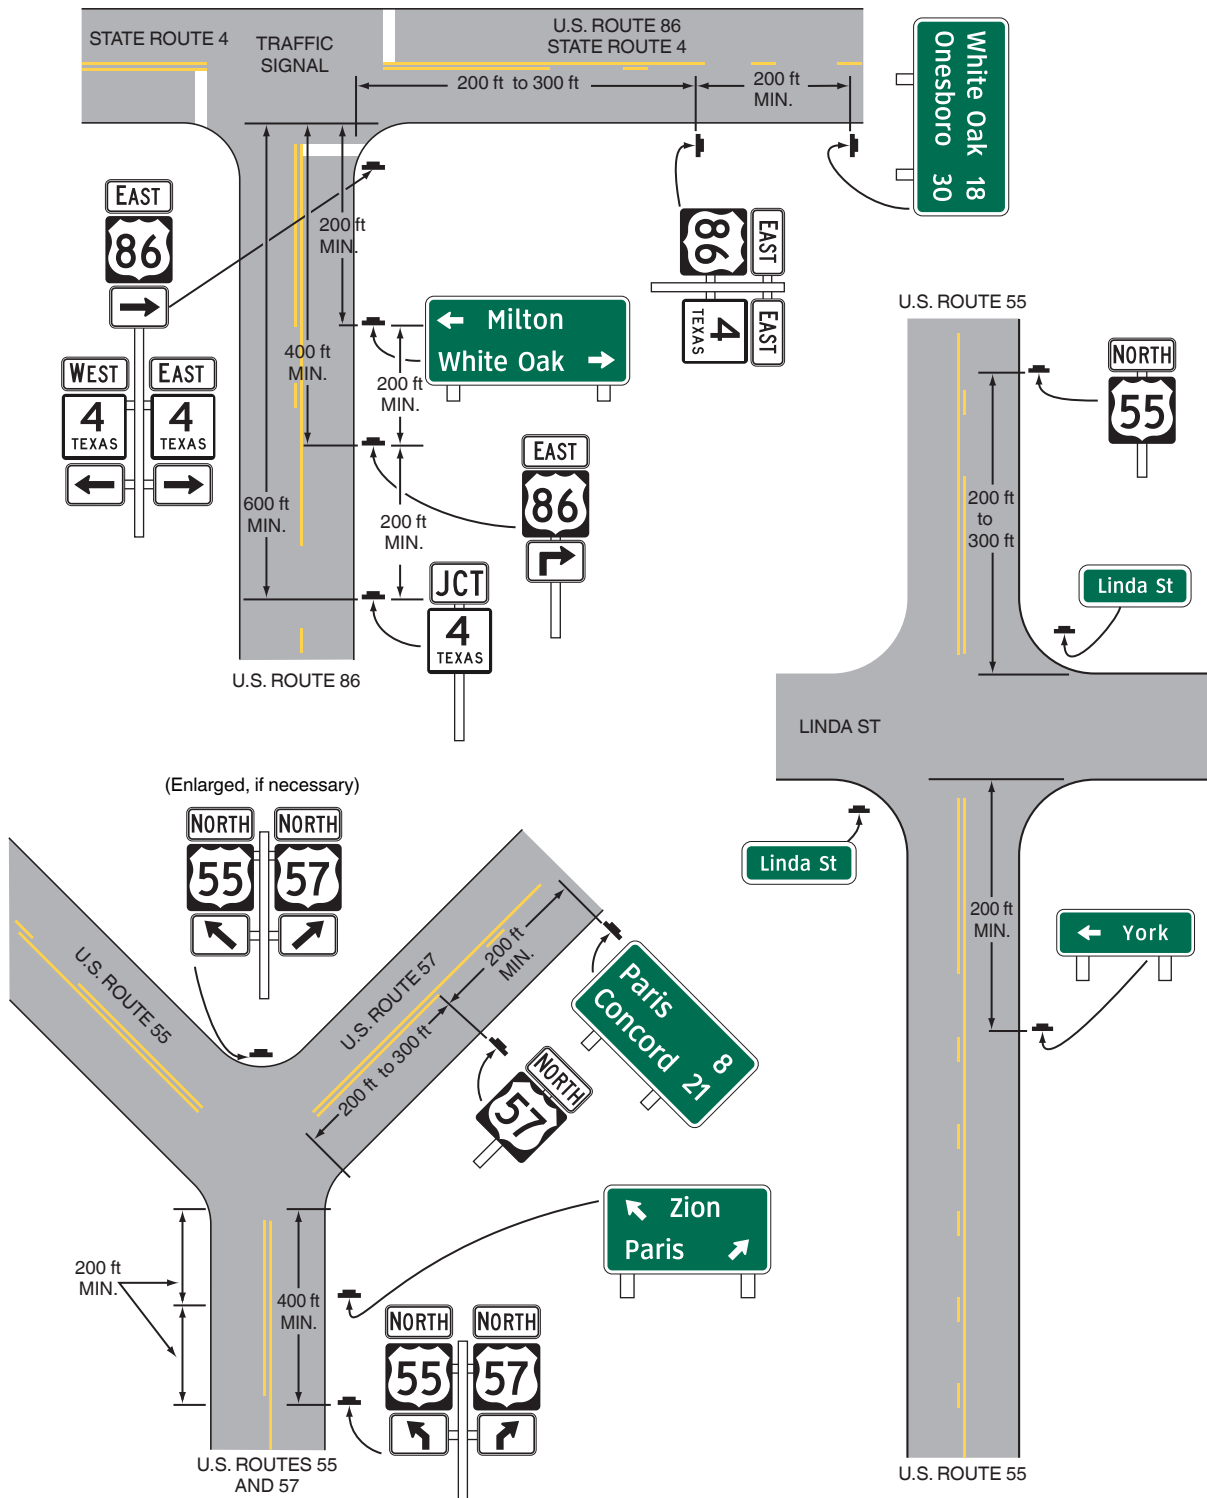 STATE ROUTE 4
TRAFFIC
SIGNAL
U.S. ROUTE 86
STATE ROUTE 4
200 ft to 300 ft
200 ft
MIN.
White Oak 18
Onesboro 30
EAST
86
WEST
EAST
4
TEXAS
4
TEXAS
200 ft
MIN.
400 ft
MIN.
600 ft
MIN.
Milton
White Oak
200 ft
MIN.
200 ft
MIN.
EAST
86
JCT
4
TEXAS
U.S. ROUTE 86
EAST
86
EAST
4
TEXAS
U.S. ROUTE 55
NORTH
55
200 ft
to
300 ft
Linda St
LINDA ST
Linda St
200 ft
MIN.
York
U.S. ROUTE 55
(Enlarged, if necessary)
NORTH
NORTH
55
57
U.S. ROUTE 55
U.S. ROUTE 57
200 ft
MIN.
200 ft to 300 ft
Paris 8
Concord 21
NORTH
57
Zion
Paris
200 ft
MIN.
400 ft
MIN.
NORTH
NORTH
55
57
U.S. ROUTES 55
AND 57